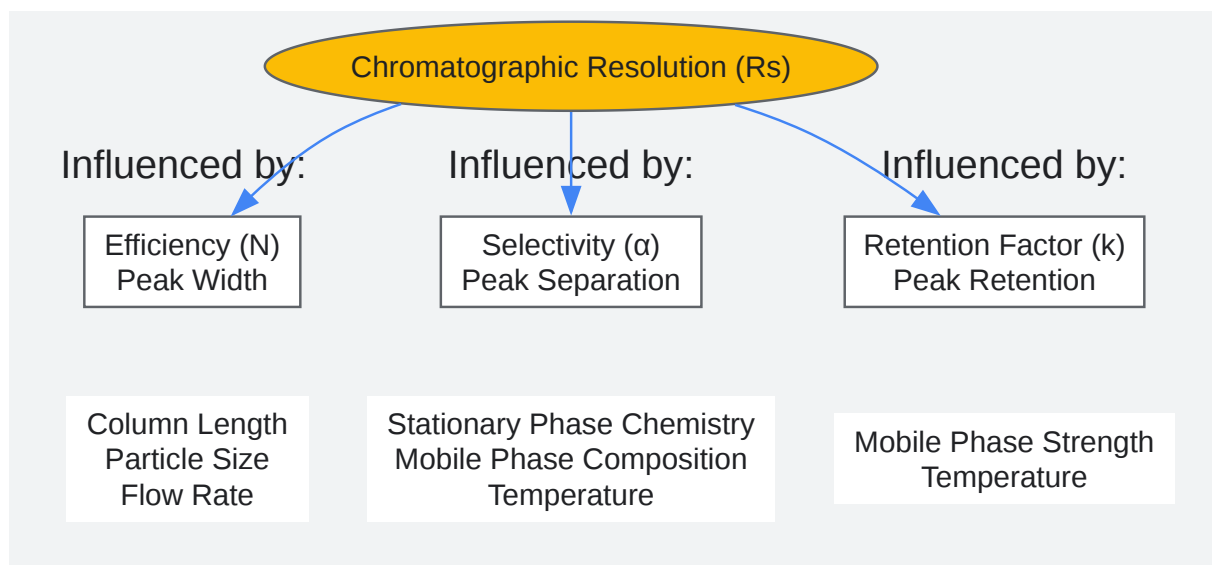 Chromatographic Resolution (Rs)
Influenced by:
Influenced by:
Influenced by:
Efficiency (N)
Peak Width
Selectivity (α)
Peak Separation
Retention Factor (k)
Peak Retention
Column Length
Particle Size
Flow Rate
Stationary Phase Chemistry
Mobile Phase Composition
Temperature
Mobile Phase Strength
Temperature